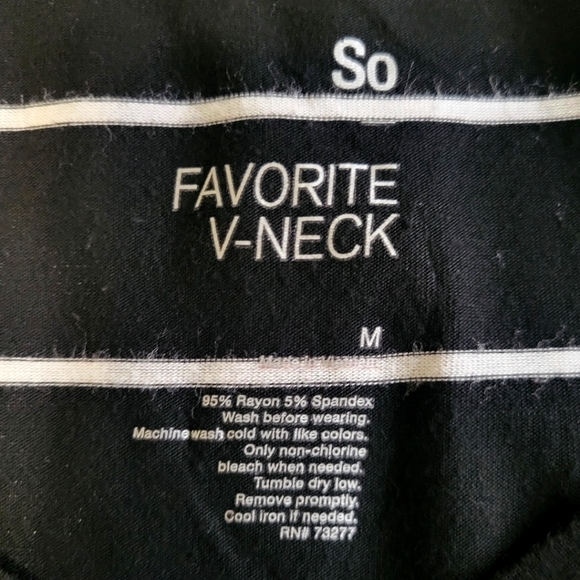 So
FAVORITE
V-NECK
M
95% Rayon 5% Spandex
Wash before wearing.
Machine wash cold with like colors.
Only non-chlorine
bleach when needed.
Tumble dry low.
Remove promptly.
Cool iron if needed.
RN# 73277